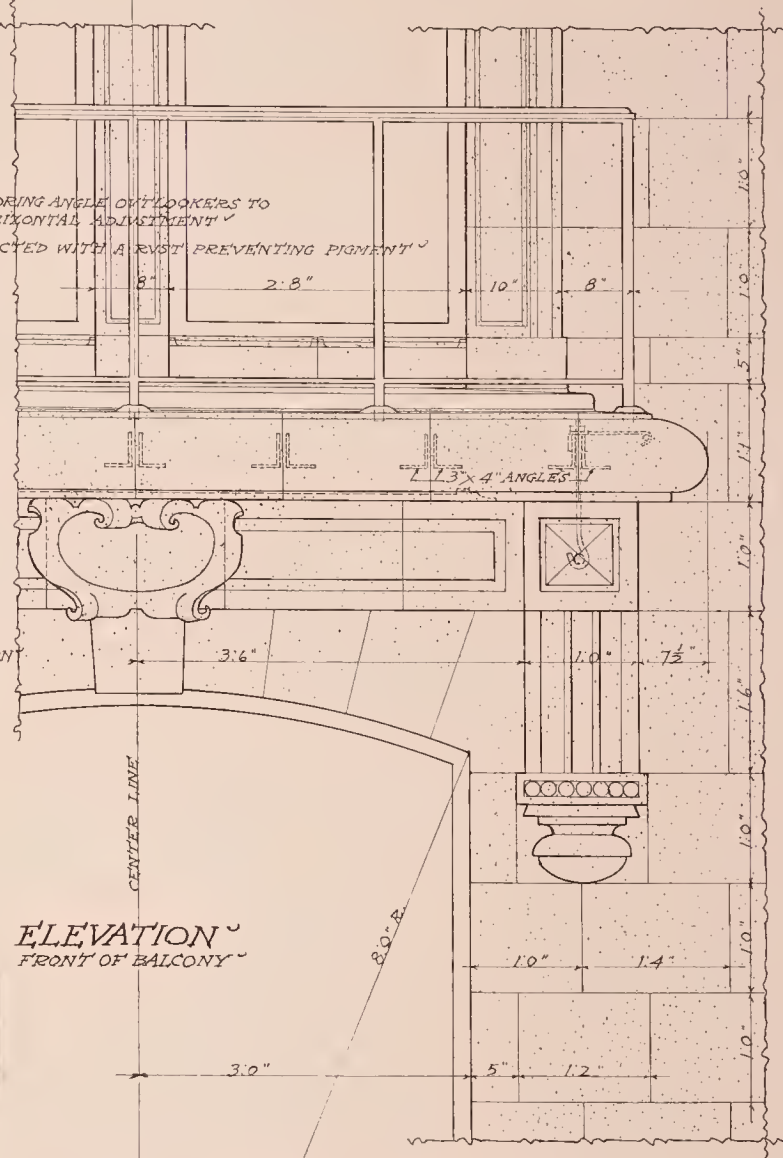 ORING ANGLE OUTLOOKERS TO
RIZONTAL ADJUSTMENT
CTED WITH A RUST PREVENTING PIGMENT
8" 2'8" 10" 8"
1'0"
1'0"
5"
1'1"
L L 3" x 4" ANGLES
1'0"
N
3'6" 1'0" 7½"
1'6"
CENTER LINE
1'0"
ELEVATION
FRONT OF BALCONY
8'0" R.
1'0" 1'4" 1'0"
3'0" 5" 1'2" 1'0"